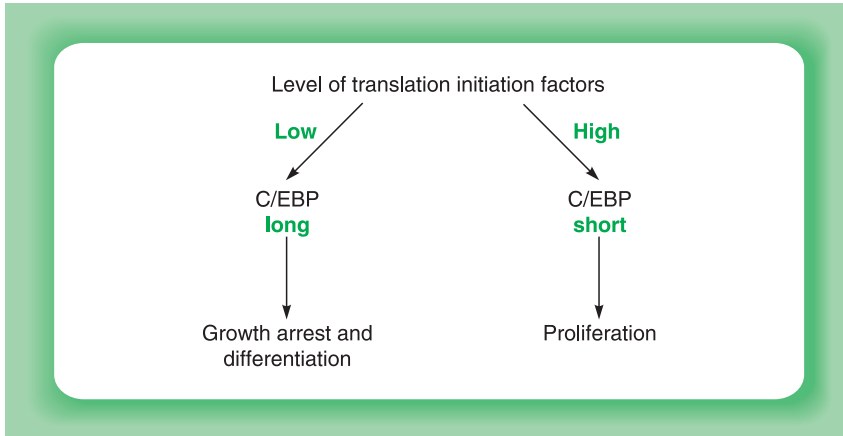 Level of translation initiation factors
Low
High
C/EBP
long
C/EBP
short
Growth arrest and
differentiation
Proliferation